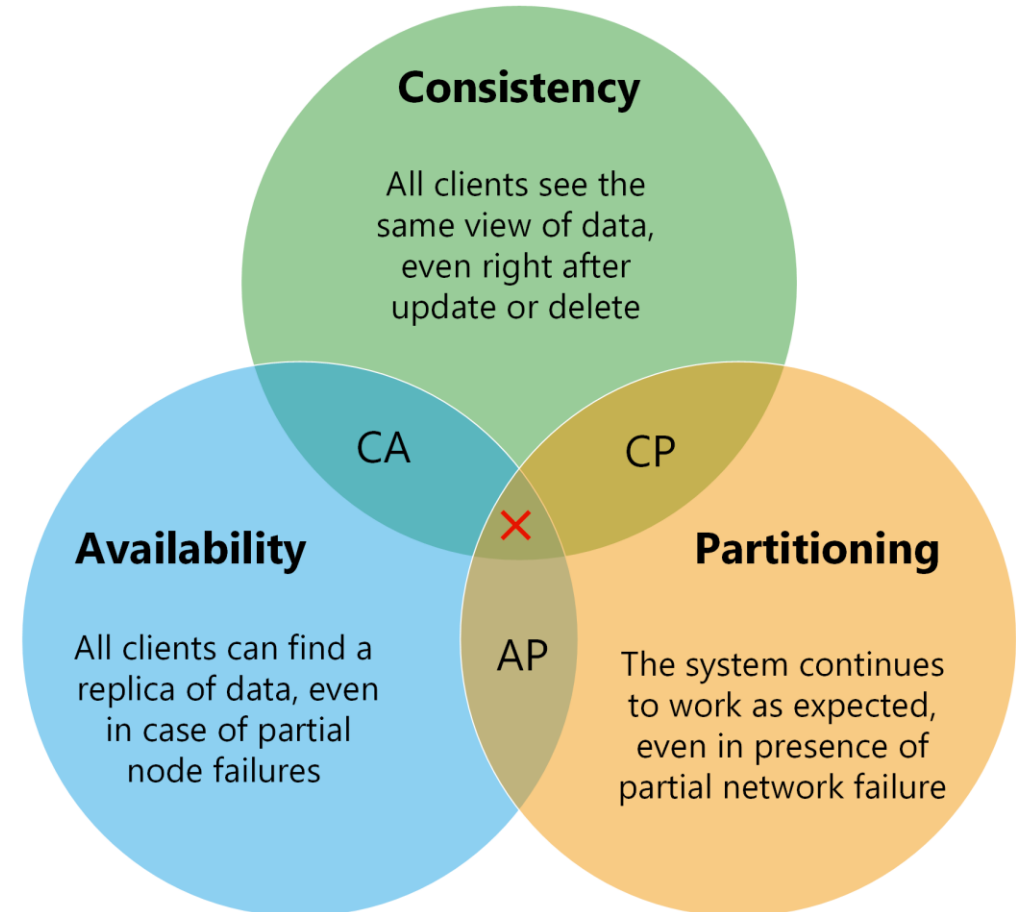 Consistency
All clients see the
same view of data,
even right after
update or delete
CA
CP
Availability
All clients can find a
replica of data, even
in case of partial
node failures
AP
Partitioning
The system continues
to work as expected,
even in presence of
partial network failure